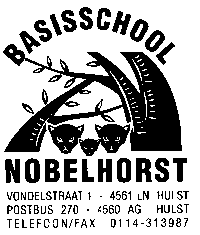 BASISSCHOOL
NOBELHORST
VONDELSTRAAT 1 - 4561 LN HULST
POSTBUS 270 - 4560 AG HULST
TELEFOON/FAX 0114-313987